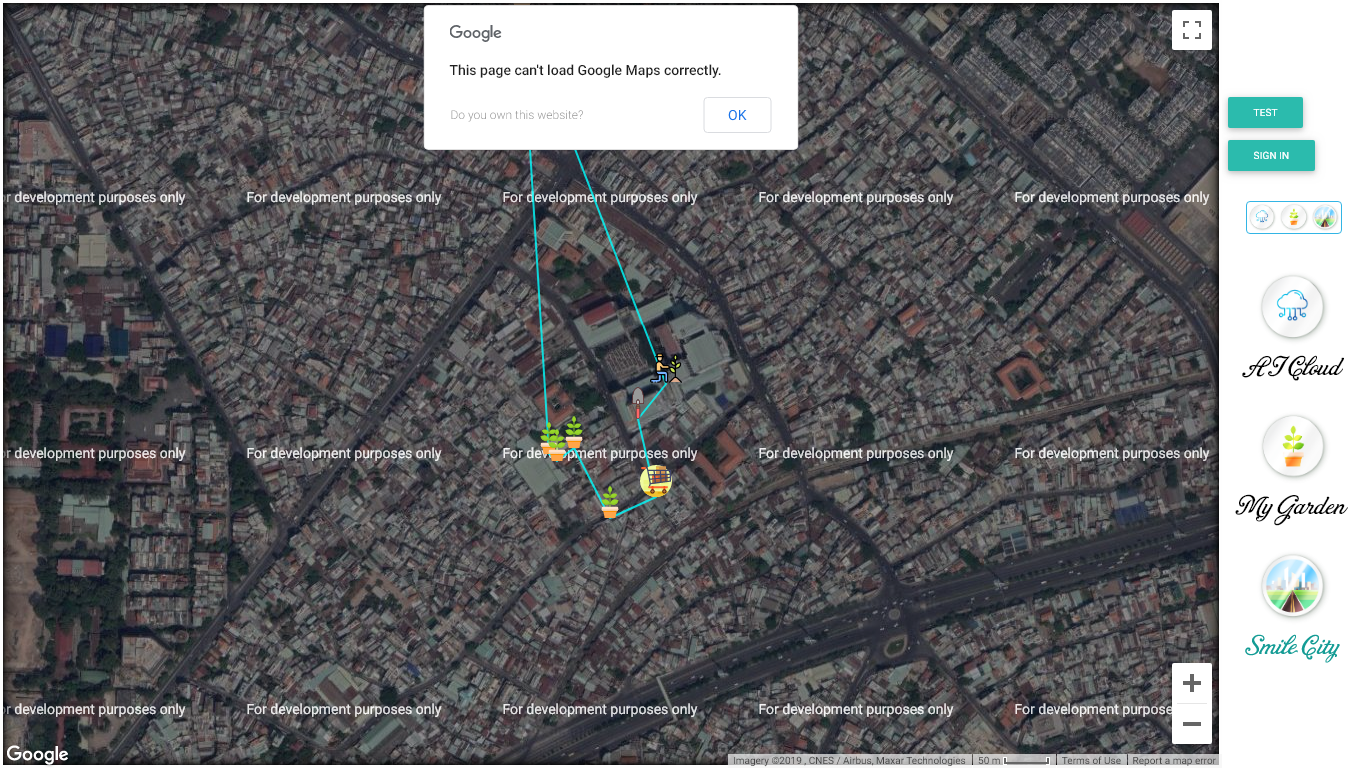 Google
This page can't load Google Maps correctly.
Do you own this website?
OK
TEST
SIGN IN
r development purposes only
For development purposes only
For development purposes only
For development purposes only
For development purposes only
AI Cloud
r development purposes only
For development purposes only
For development purposes only
For development purposes only
For development purposes only
My Garden
Smile City
r development purposes only
For development purposes only
For development purposes only
For development purposes only
For development purpose
Google
Imagery ©2019 , CNES / Airbus, Maxar Technologies
50 m
Terms of Use
Report a map error